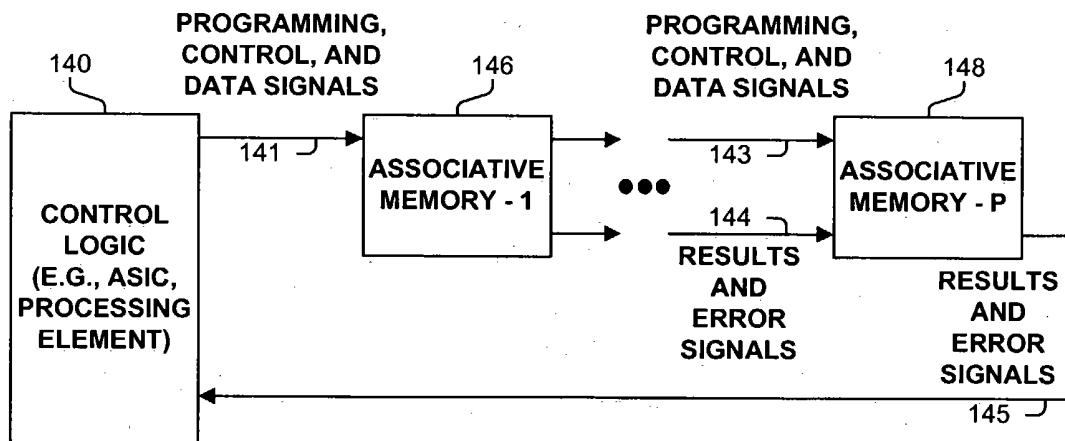 PROGRAMMING,
CONTROL, AND
DATA SIGNALS
PROGRAMMING,
CONTROL, AND
DATA SIGNALS
140
146
148
141
143
CONTROL
LOGIC
(E.G., ASIC,
PROCESSING
ELEMENT)
ASSOCIATIVE
MEMORY - 1
ASSOCIATIVE
MEMORY - P
144
RESULTS
AND
ERROR
SIGNALS
RESULTS
AND
ERROR
SIGNALS
145